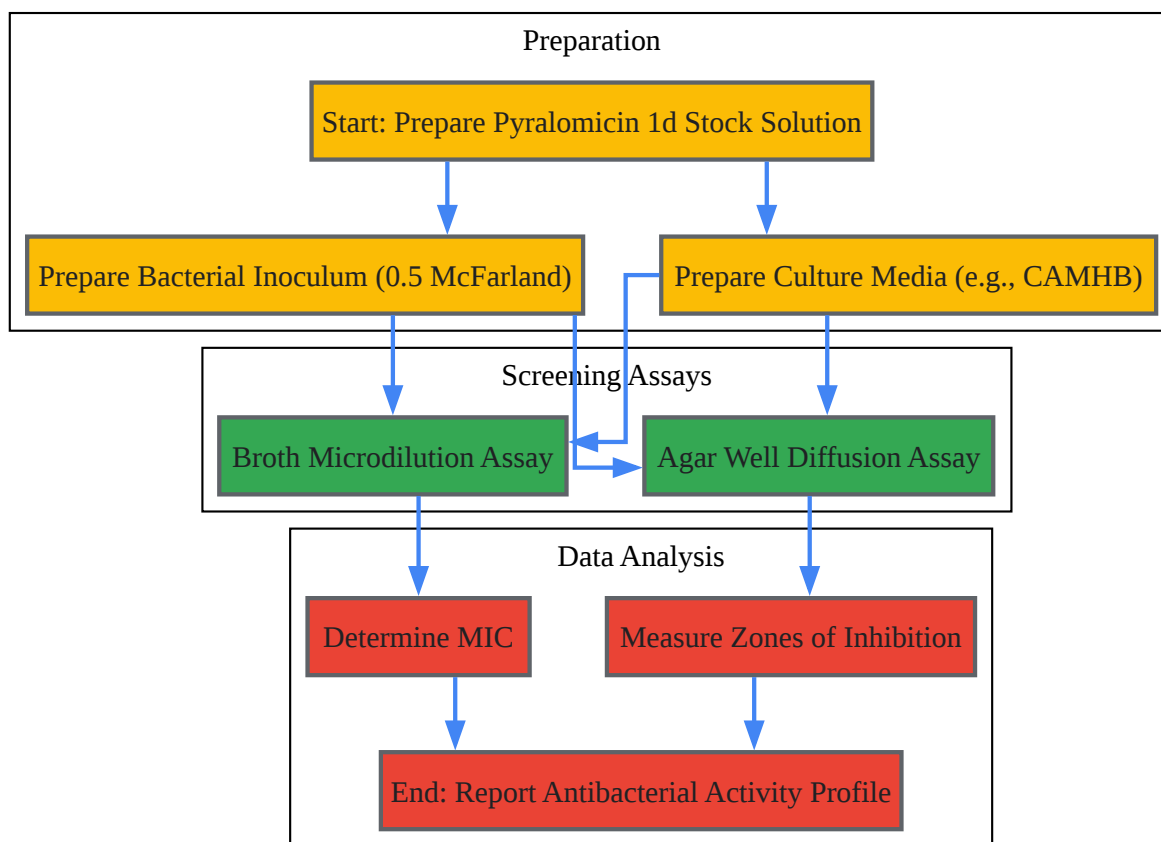 Preparation
Start: Prepare Pyralomicin 1d Stock Solution
Prepare Bacterial Inoculum (0.5 McFarland)
Prepare Culture Media (e.g., CAMHB)
Screening Assays
Broth Microdilution Assay
Agar Well Diffusion Assay
Data Analysis
Determine MIC
Measure Zones of Inhibition
End: Report Antibacterial Activity Profile